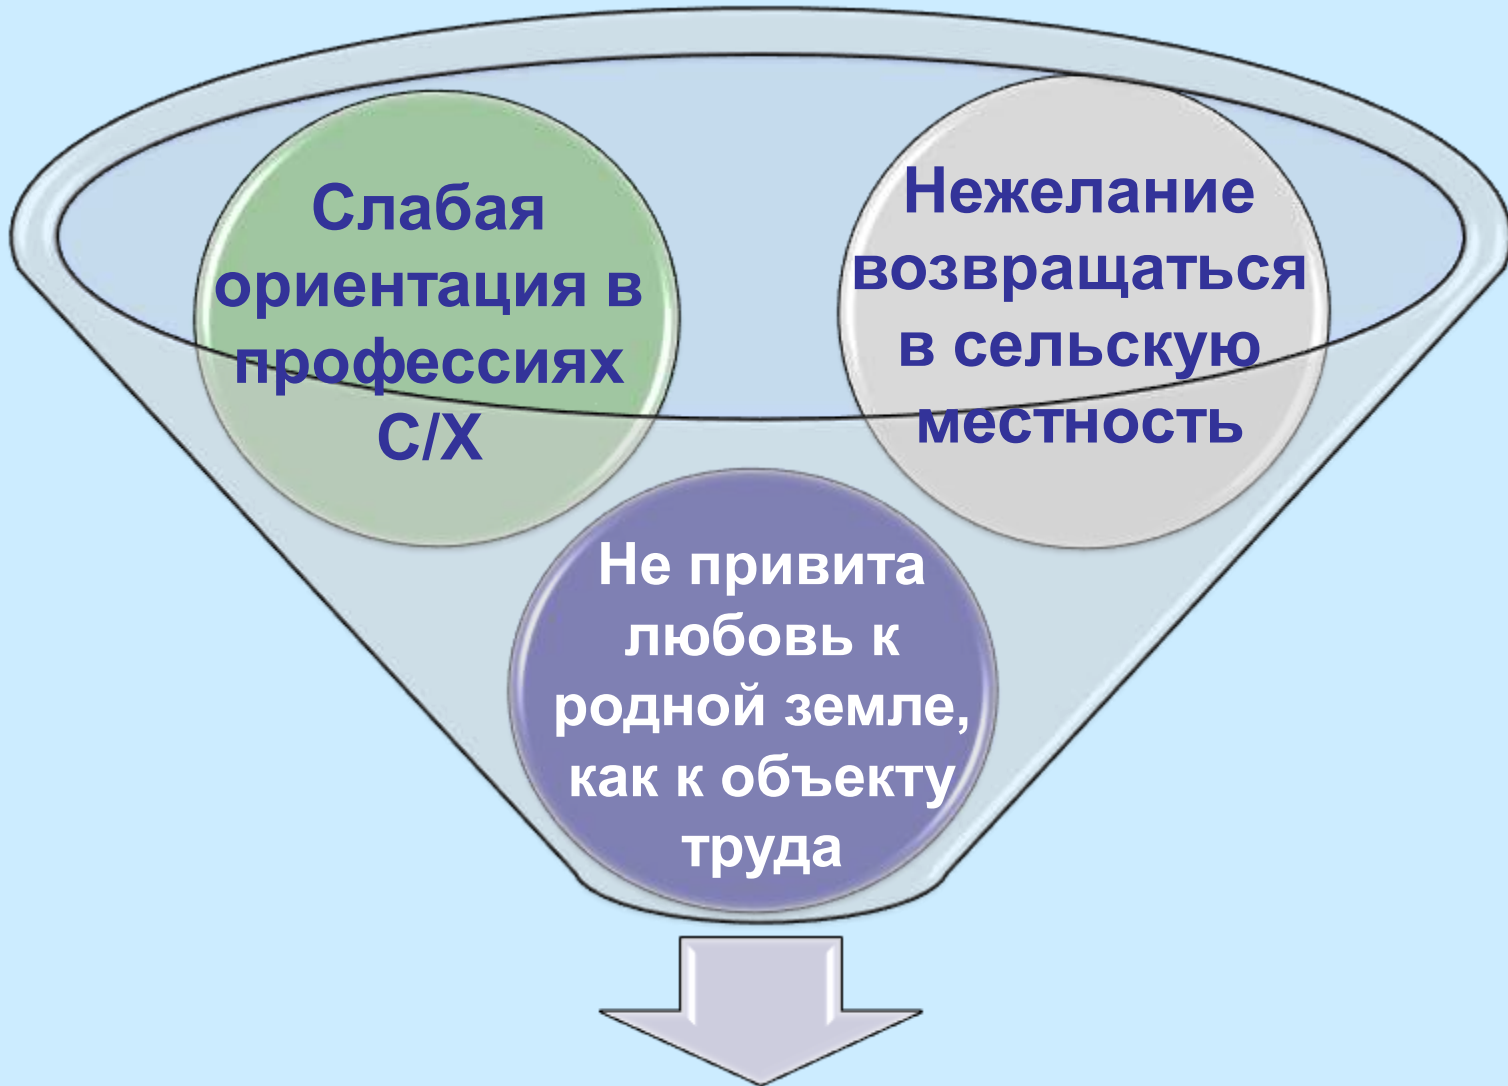 Слабая
ориентация в
профессиях
С/Х
Нежелание
возвращаться
в сельскую
местность
Не привита
любовь к
родной земле,
как к объекту
труда